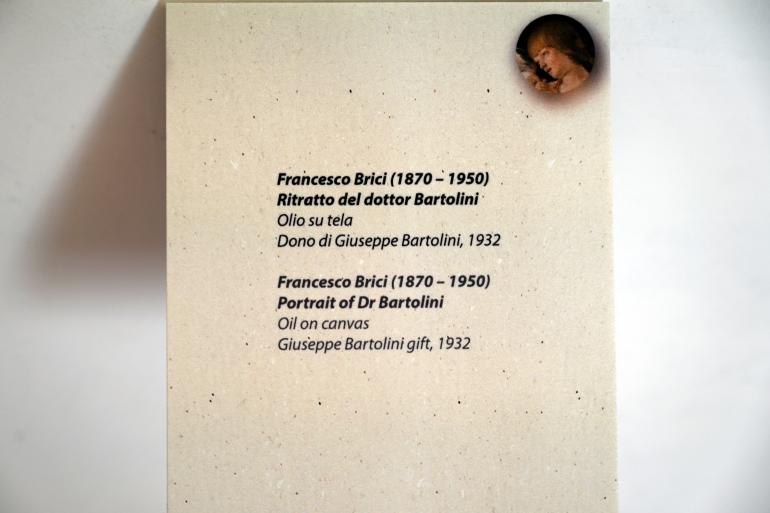 Francesco Brici (1870 – 1950)
Ritratto del dottor Bartolini
Olio su tela
Dono di Giuseppe Bartolini, 1932
Francesco Brici (1870 – 1950)
Portrait of Dr Bartolini
Oil on canvas
Giuseppe Bartolini gift, 1932